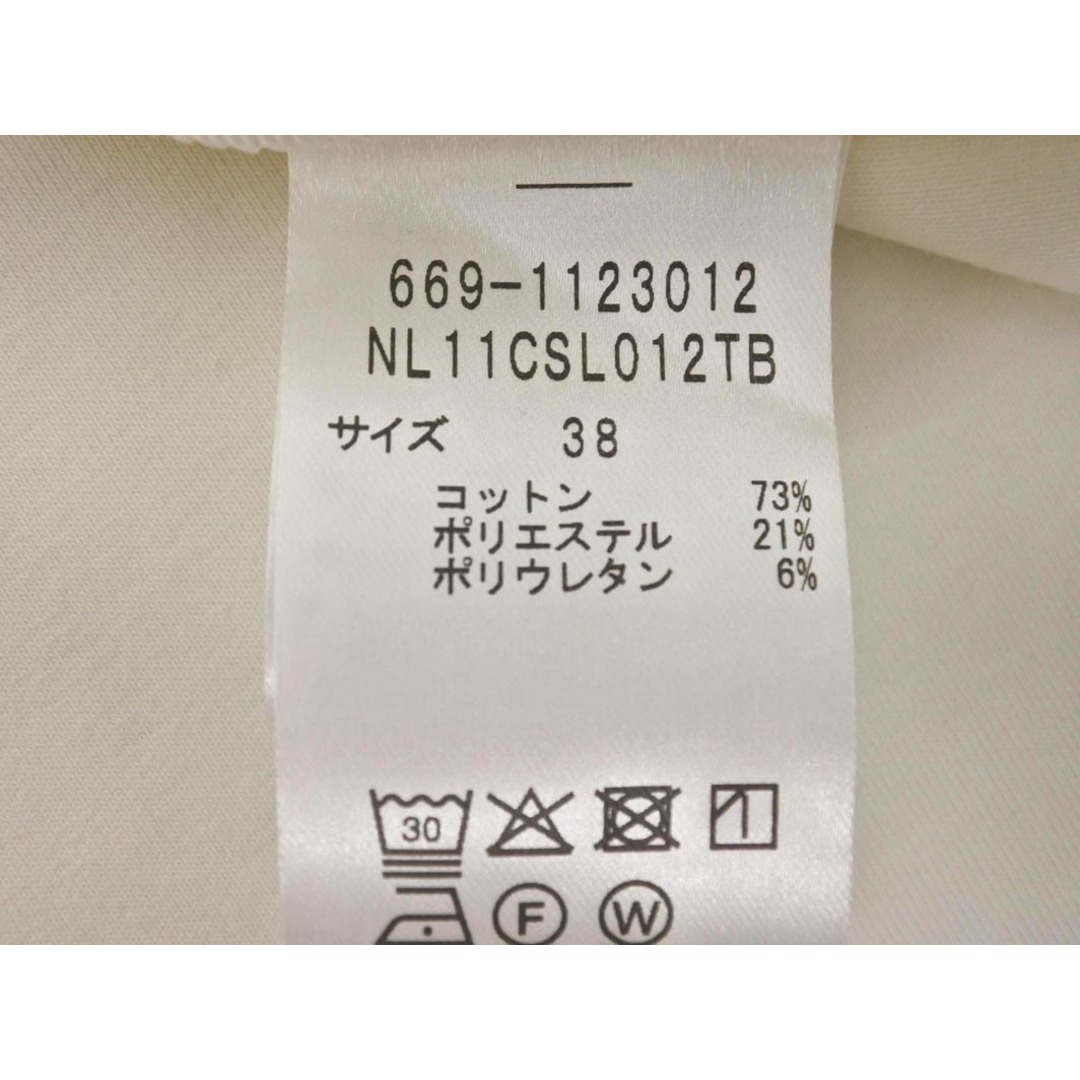 669-1123012
NL11CSL012TB
サイズ 38
コットン 73%
ポリエステル 21%
ポリウレタン 6%
30
F W